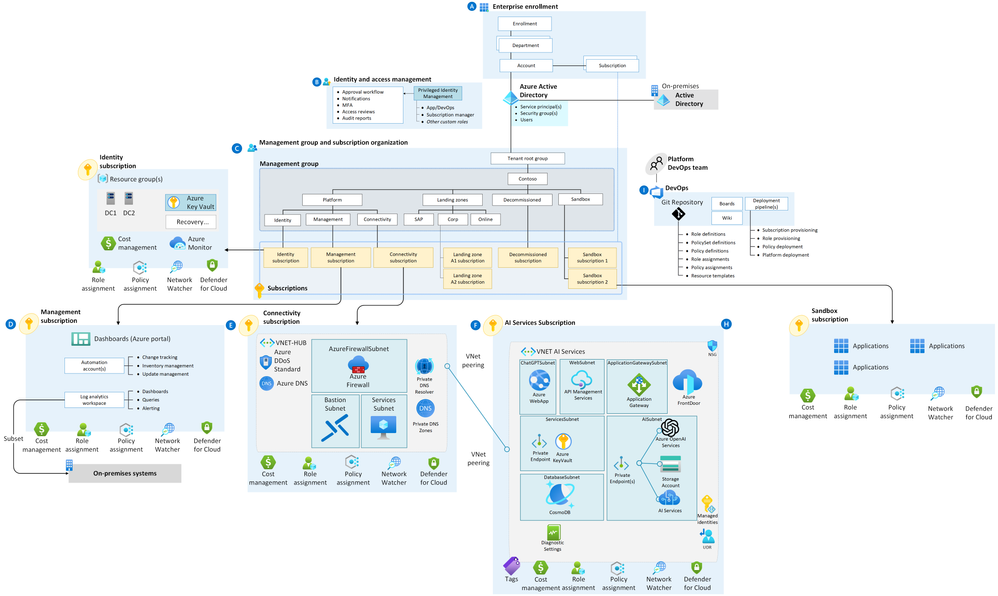 A
Enterprise enrollment
Enrollment
Department
Account
Subscription
B
Identity and access management
Approval workflow
Notifications
MFA
Access reviews
Audit reports
Privileged Identity
Management
App/DevOps
Subscription manager
Other custom roles
Azure Active
Directory
Service principal(s)
Security group(s)
Users
On-premises
Active
Directory
C
Management group and subscription organization
Management group
Tenant root group
Contoso
Platform
Landing zones
Decommissioned
Sandbox
Identity
Management
Connectivity
SAP
Corp
Online
Identity
subscription
Management
subscription
Connectivity
subscription
Landing zone
A1 subscription
Landing zone
A2 subscription
Decommissioned
subscription
Sandbox
subscription 1
Sandbox
subscription 2
Subscriptions
Identity
subscription
Resource group(s)
DC1
DC2
Azure
Key Vault
Recovery...
Cost
management
Azure
Monitor
Role
assignment
Policy
assignment
Network
Watcher
Defender
for Cloud
Platform
DevOps team
I
DevOps
Git Repository
Boards
Wiki
Deployment
pipeline(s)
Role definitions
PolicySet definitions
Policy definitions
Role assignments
Policy assignments
Resource templates
Subscription provisioning
Role provisioning
Policy deployment
Platform deployment
D
Management
subscription
Dashboards (Azure portal)
Automation
account(s)
Change tracking
Inventory management
Update management
Log analytics
workspace
Dashboards
Queries
Alerting
Subset
Cost
management
Role
assignment
Policy
assignment
Network
Watcher
Defender
for Cloud
On-premises systems
E
Connectivity
subscription
VNET-HUB
Azure
DDoS
Standard
DNS
Azure DNS
AzureFirewallSubnet
Azure
Firewall
Bastion
Subnet
Services
Subnet
Private
DNS
Resolver
DNS
Private DNS
Zones
Cost
management
Role
assignment
Policy
assignment
Network
Watcher
Defender
for Cloud
VNet
peering
VNet
peering
F
AI Services Subscription
H
VNET AI Services
NSG
ChatGPTSubnet
Azure
WebApp
WebSubnet
API Management
Services
ApplicationGatewaySubnet
Application
Gateway
Azure
FrontDoor
ServicesSubnet
Private
Endpoint
Azure
KeyVault
AISubnet
Azure OpenAI
Services
Private
Endpoint(s)
Storage
Account
AI Services
DatabaseSubnet
CosmoDB
Diagnostic
Settings
Managed
identities
UDR
Tags
Cost
management
Role
assignment
Policy
assignment
Network
Watcher
Defender
for Cloud
Sandbox
subscription
Applications
Applications
Applications
Cost
management
Role
assignment
Policy
assignment
Network
Watcher
Defender
for Cloud